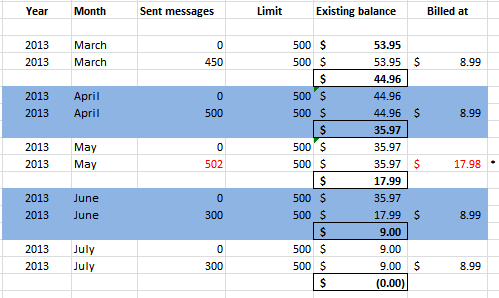 Year Month Sent messages Limit Existing balance Billed at
2013 March 0 500 $ 53.95
2013 March 450 500 $ 53.95 $ 8.99
$ 44.96
2013 April 0 500 $ 44.96
2013 April 500 500 $ 44.96 $ 8.99
$ 35.97
2013 May 0 500 $ 35.97
2013 May 502 500 $ 35.97 $ 17.98 *
$ 17.99
2013 June 0 500 $ 35.97
2013 June 300 500 $ 17.99 $ 8.99
$ 9.00
2013 July 0 500 $ 9.00
2013 July 300 500 $ 9.00 $ 8.99
$ (0.00)